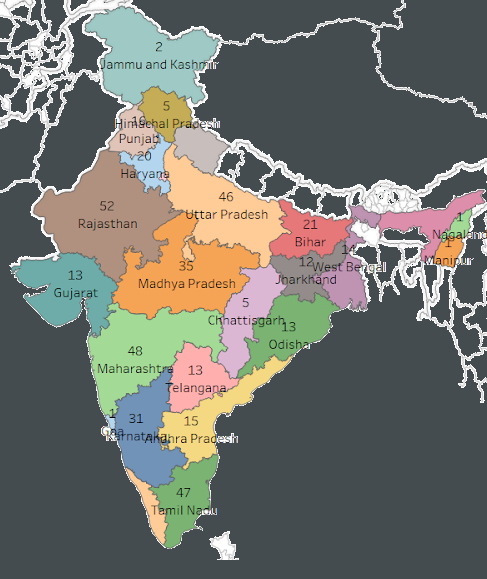 2
Jammu and Kashmir
5
Himachal Pradesh
16
Punjab
20
Haryana
52
Rajasthan
46
Uttar Pradesh
21
Bihar
1
Nagaland
1
Manipur
14
West Bengal
12
Jharkhand
13
Gujarat
35
Madhya Pradesh
5
Chhattisgarh
13
Odisha
48
Maharashtra
13
Telangana
1
Goa
31
Karnataka
15
Andhra Pradesh
47
Tamil Nadu